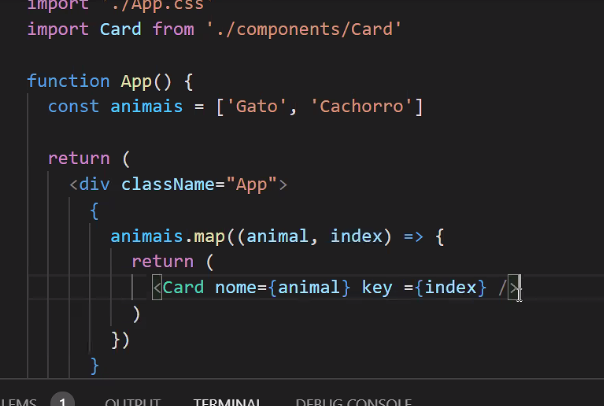 import './App.css'
import Card from './components/Card'
function App() {
const animais = ['Gato', 'Cachorro']
return (
<div className="App">
{
animais.map((animal, index) => {
return (
<Card nome={animal} key ={index} />
)
})
}
LEMS 1 OUTPUT TERMINAL DEBUG CONSOLE